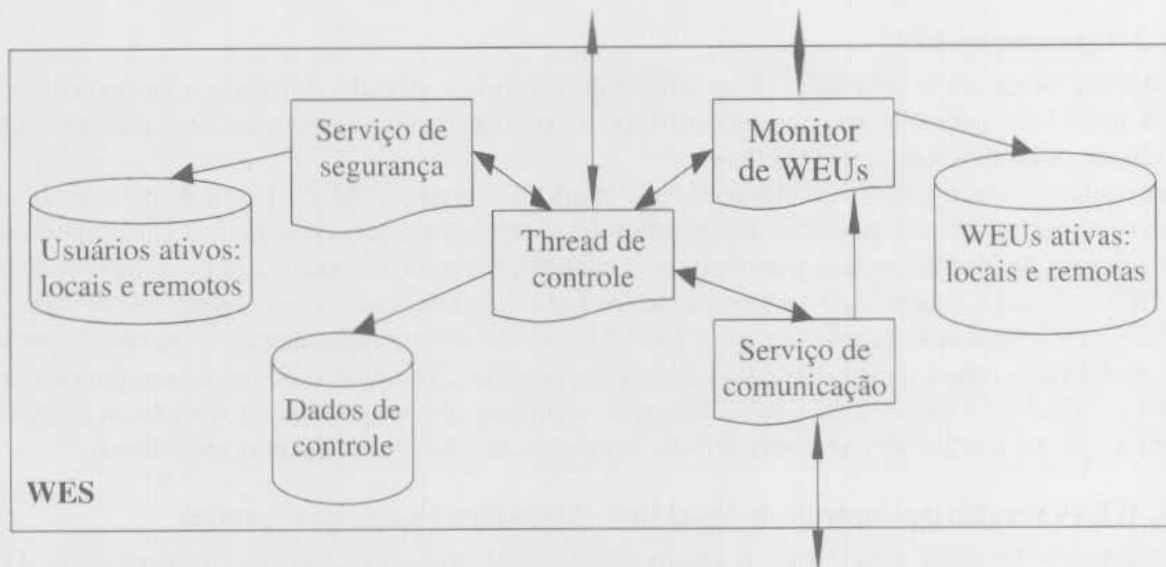 Serviço de
segurança
Monitor
de WEUs
Usuários ativos:
locais e remotos
Thread de
controle
WEUs ativas:
locais e remotas
Serviço de
comunicação
Dados de
controle
WES